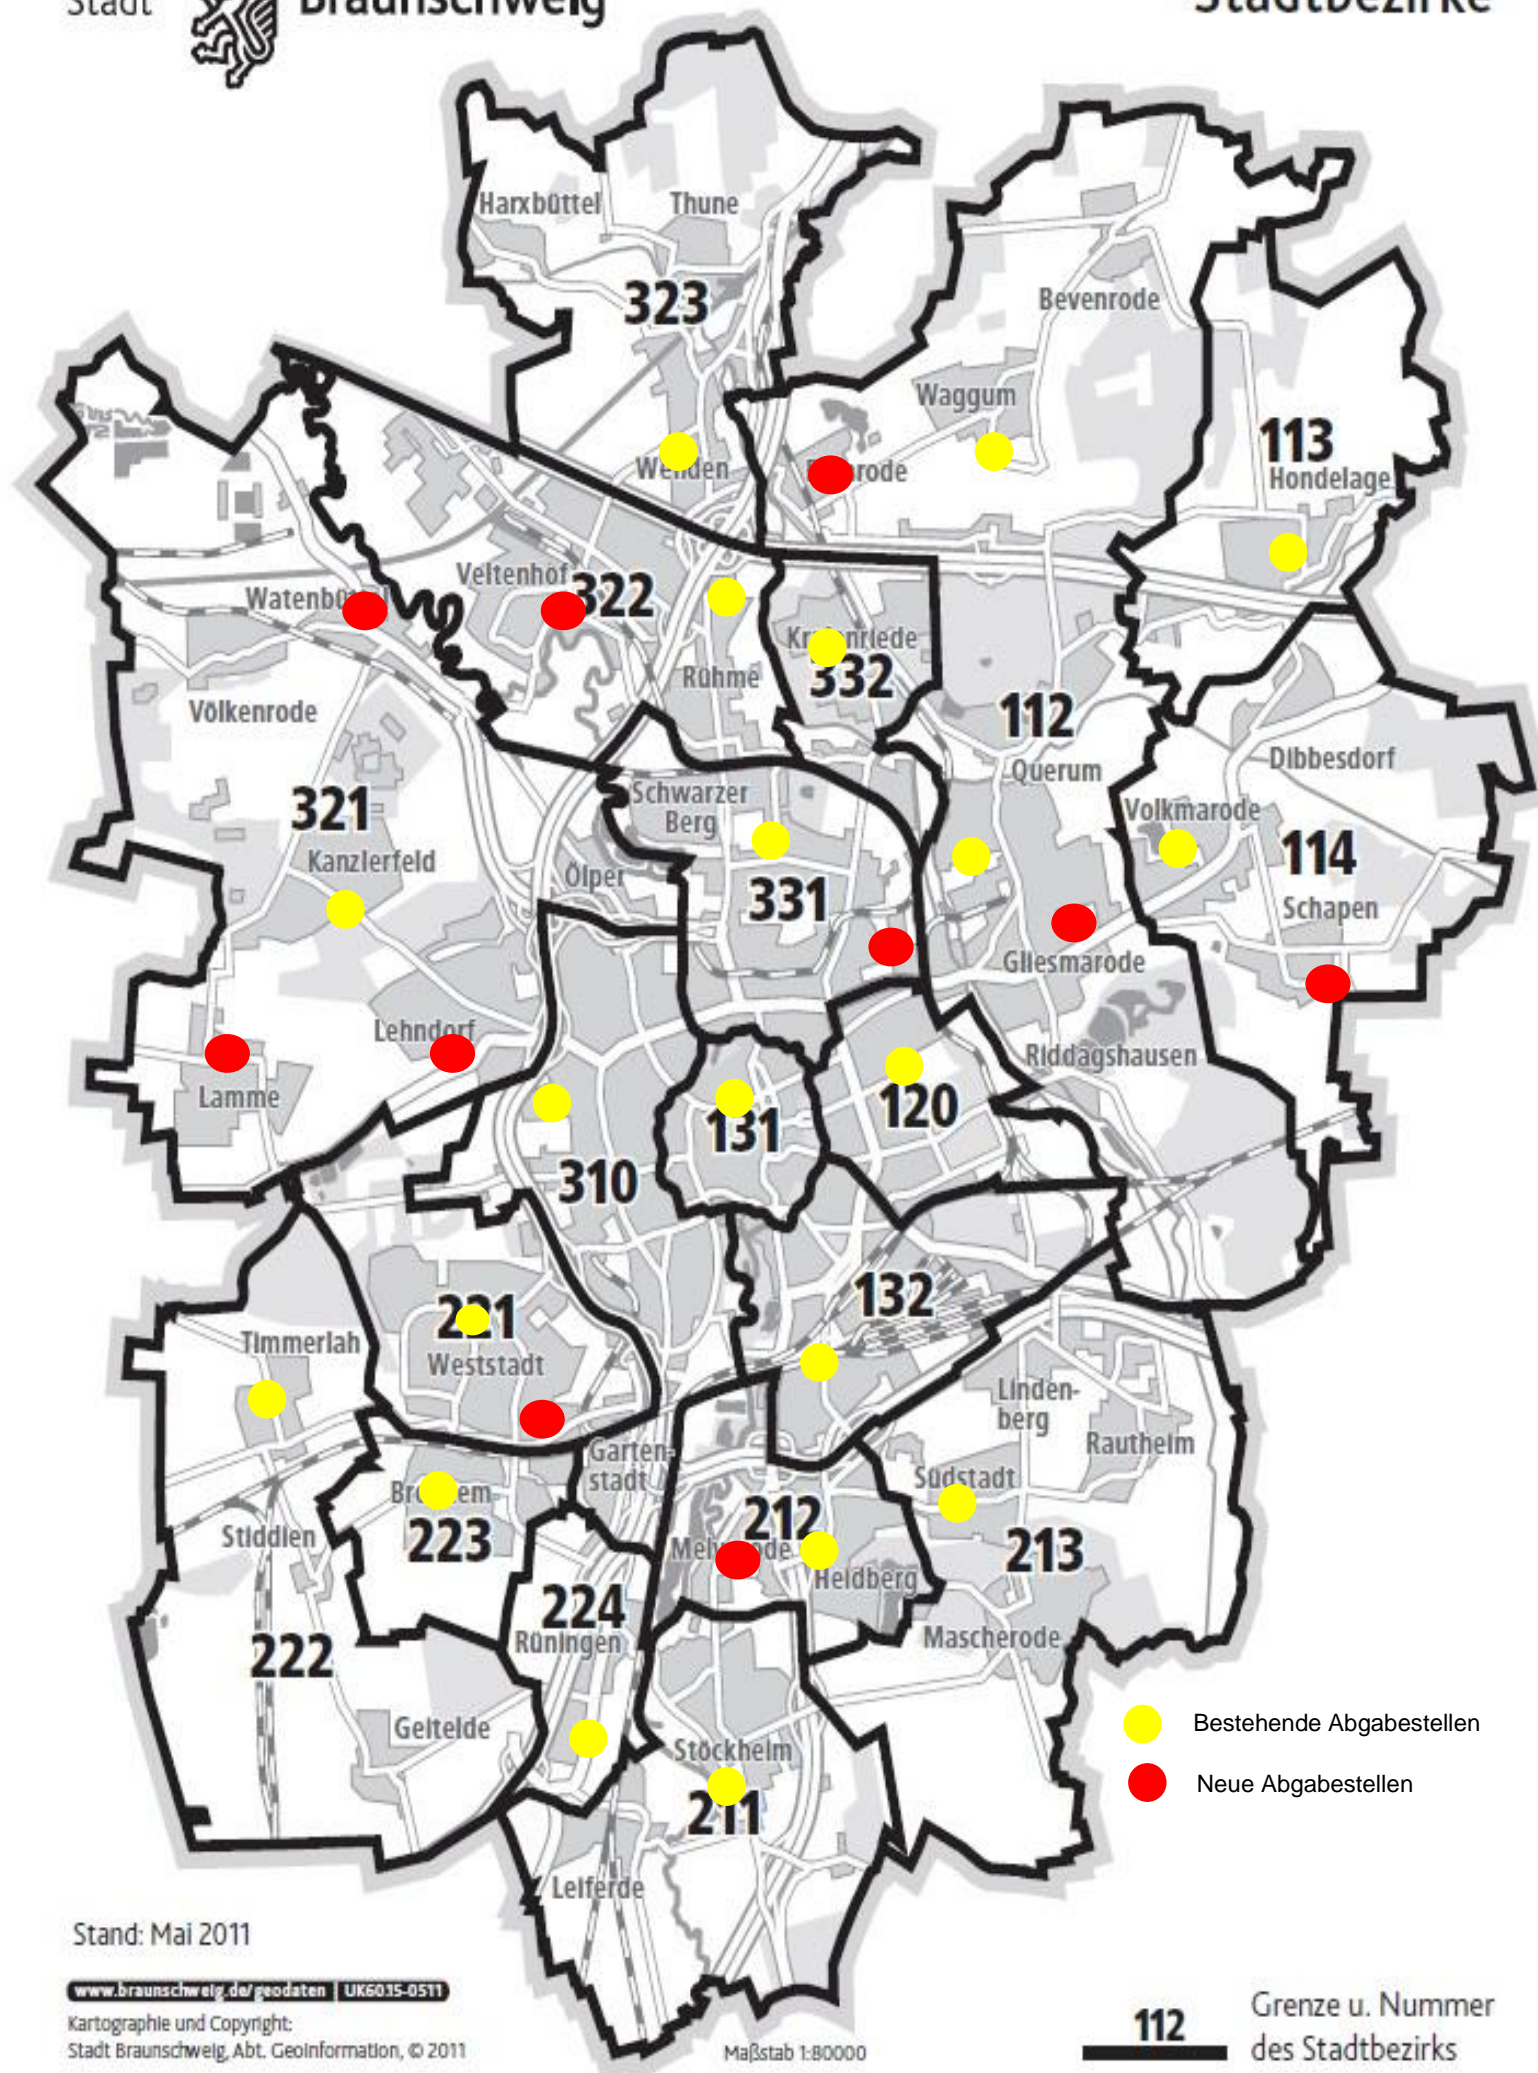 Stadt
Braunschweig
Stadtbezirke
Harxbüttel
Thune
323
Bevenrode
Waggum
113
Hondelage
Wenden
Veltenhof
322
332
Rühme
112
Völkenrode
Querum
Dibbesdorf
Schwarzer
Berg
Volkmarode
321
114
Kanzlerfeld
Ölper
331
Schapen
Gliesmarode
Lehndorf
Riddagshausen
Lamme
120
131
310
132
221
Timmerlah
Weststadt
Linden-
berg
Rautheim
Garten-
stadt
Südstadt
212
223
213
Stiddien
Heidberg
224
Rüningen
Mascherode
222
Geitelde
Stöckheim
211
Leiferde
Bestehende Abgabestellen
Neue Abgabestellen
Stand: Mai 2011
www.braunschweig.de/geodaten | UK6035-0511
Kartographie und Copyright:
Stadt Braunschweig, Abt. GeoInformation, © 2011
Maßstab 1:80000
112
Grenze u. Nummer
des Stadtbezirks